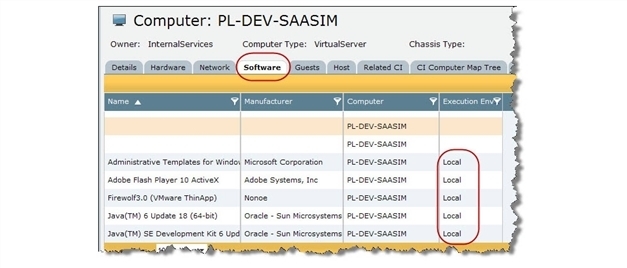 Computer: PL-DEV-SAASIM
Owner: InternalServices Computer Type: VirtualServer Chassis Type:
Details Hardware Network Software Guests Host Related CI CI Computer Map Tree
Name Manufacturer Computer Execution Env
PL-DEV-SAASIM
PL-DEV-SAASIM
Administrative Templates for Window Microsoft Corporation PL-DEV-SAASIM Local
Adobe Flash Player 10 ActiveX Adobe Systems, Inc PL-DEV-SAASIM Local
Firewolf3.0 (VMware ThinApp) Nonoe PL-DEV-SAASIM Local
Java(TM) 6 Update 18 (64-bit) Oracle - Sun Microsystems PL-DEV-SAASIM Local
Java(TM) SE Development Kit 6 Upd Oracle - Sun Microsystems PL-DEV-SAASIM Local